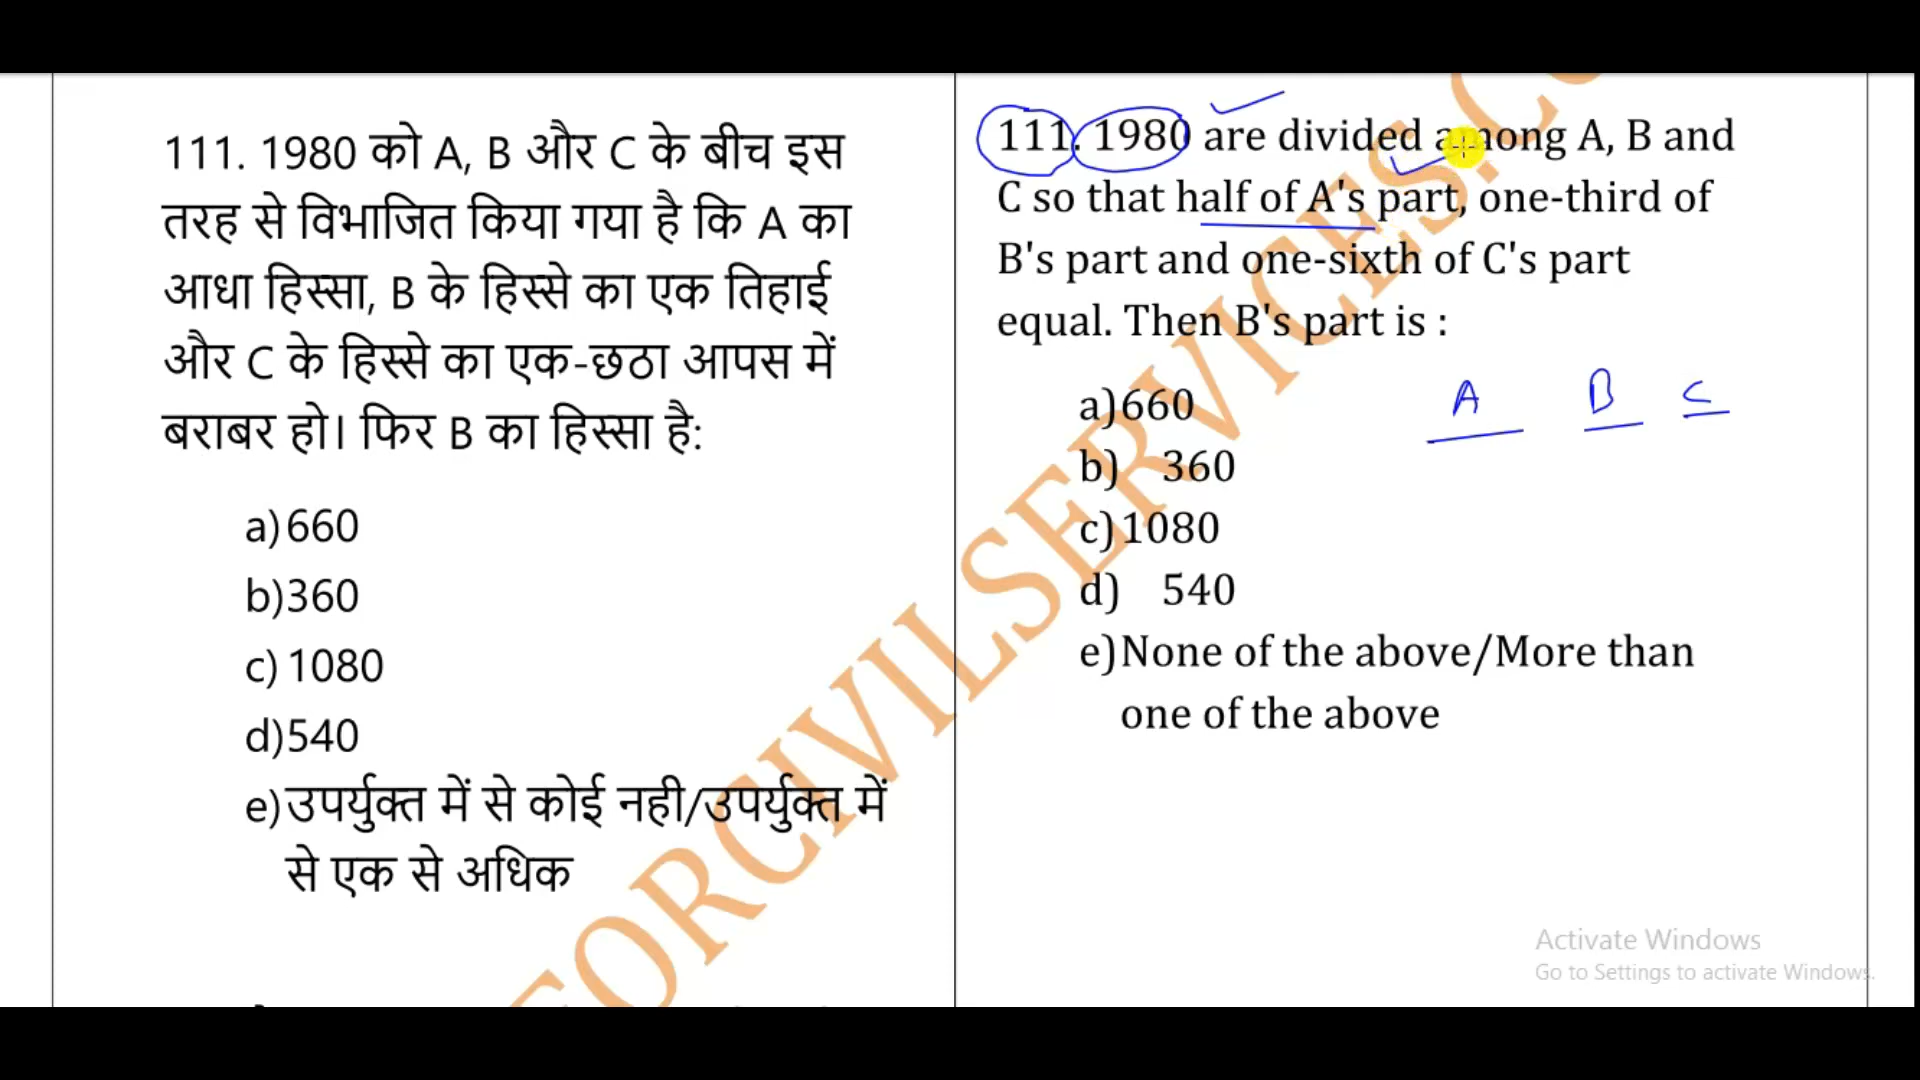 111. 1980 को A, B और C के बीच इस
तरह से विभाजित किया गया है कि A का
आधा हिस्सा, B के हिस्से का एक तिहाई
और C के हिस्से का एक-छठा आपस में
बराबर हो। फिर B का हिस्सा है:
a) 660
b) 360
c) 1080
d) 540
e) उपर्युक्त में से कोई नही/उपर्युक्त में
से एक से अधिक
111. 1980 are divided among A, B and
C so that half of A's part, one-third of
B's part and one-sixth of C's part
equal. Then B's part is :
a) 660
b) 360
c) 1080
d) 540
e) None of the above/More than
one of the above
A B C
FORCIVILSERVICES.CO
Activate Windows
Go to Settings to activate Windows.